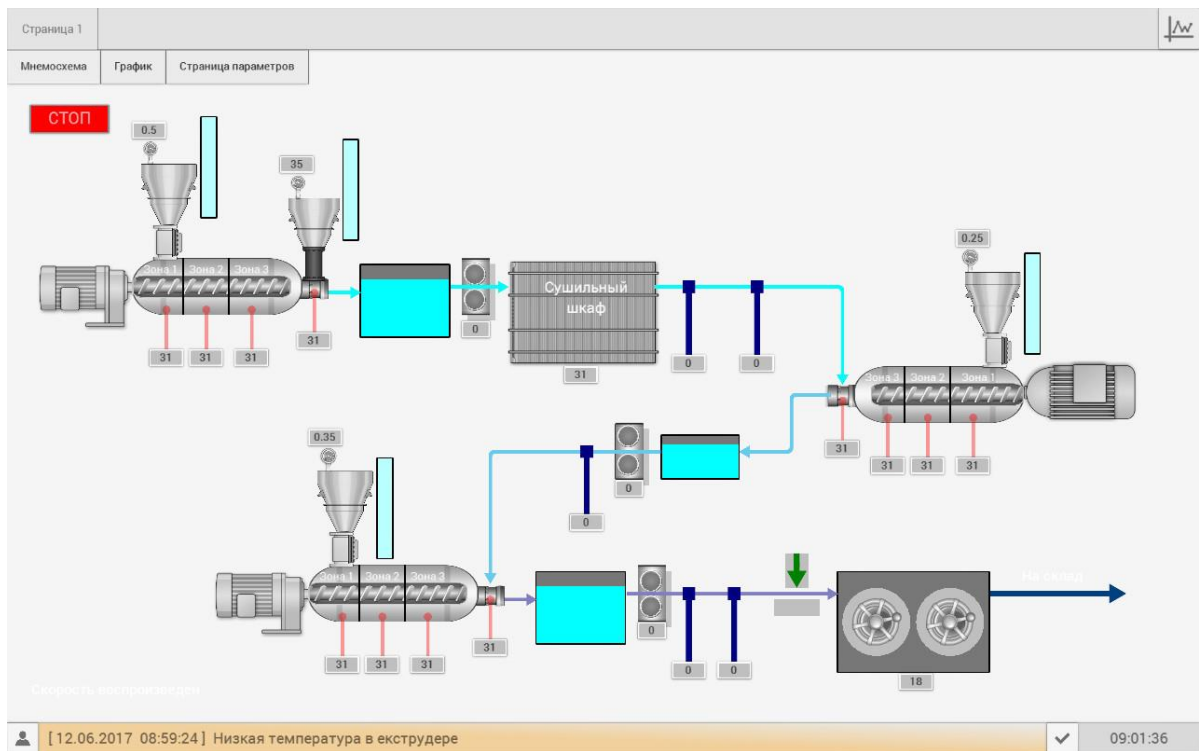 Страница 1
Мнемосхема
График
Страница параметров
СТОП
0.5
35
0.25
Зона 1
Зона 2
Зона 3
Сушильный
шкаф
0
31
31
31
31
31
0
0
Зона 3
Зона 2
Зона 1
0.35
31
31
31
31
0
0
Зона 1
Зона 2
Зона 3
На склад
0
31
31
31
31
0
0
18
Скорость воспроизведен
[ 12.06.2017 08:59:24 ] Низкая температура в екструдере
09:01:36